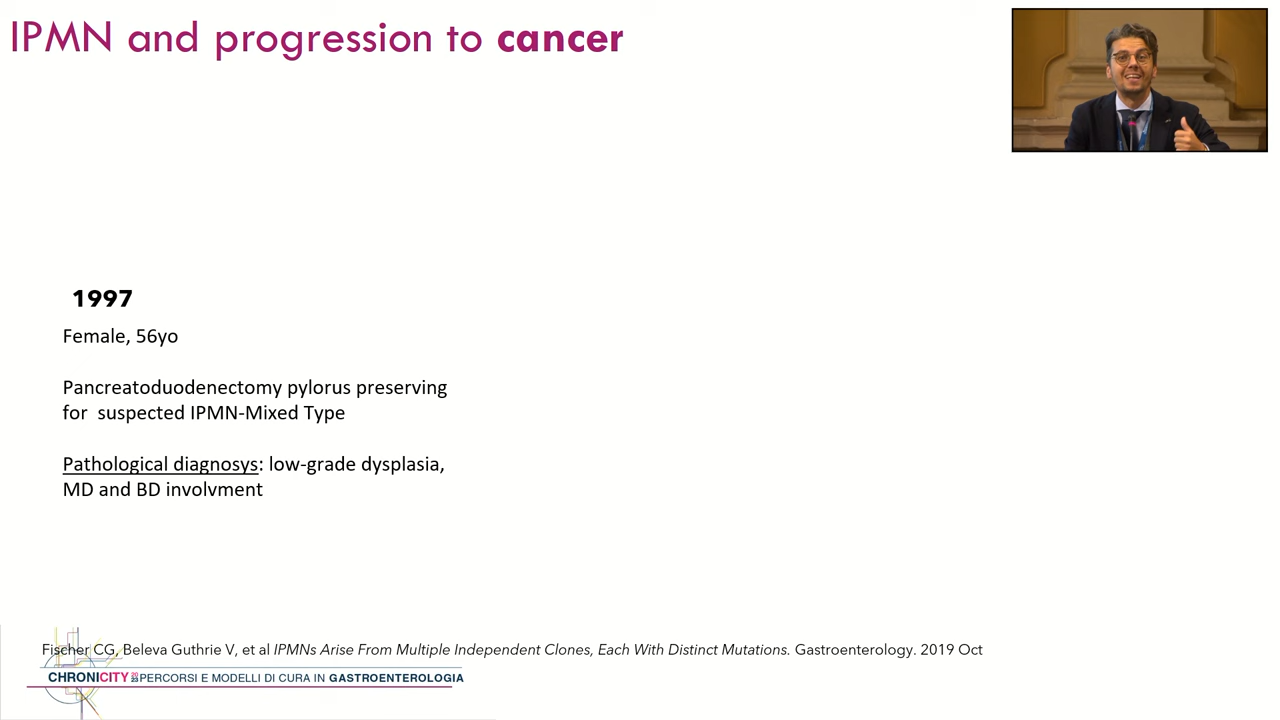 IPMN and progression to cancer
1997
Female, 56yo
Pancreatoduodenectomy pylorus preserving
for suspected IPMN-Mixed Type
Pathological diagnosys: low-grade dysplasia,
MD and BD involvment
Fischer CG, Beleva Guthrie V, et al IPMNs Arise From Multiple Independent Clones, Each With Distinct Mutations. Gastroenterology. 2019 Oct
CHRONICITY 2023 PERCORSI E MODELLI DI CURA IN GASTROENTEROLOGIA